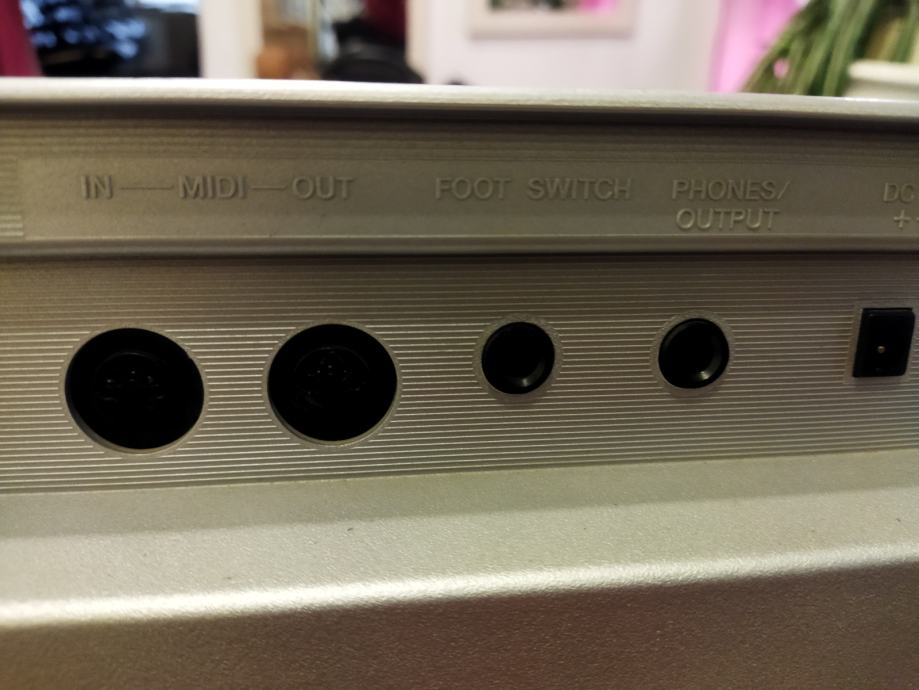 IN — MIDI — OUT
FOOT SWITCH
PHONES/
OUTPUT
DC
+